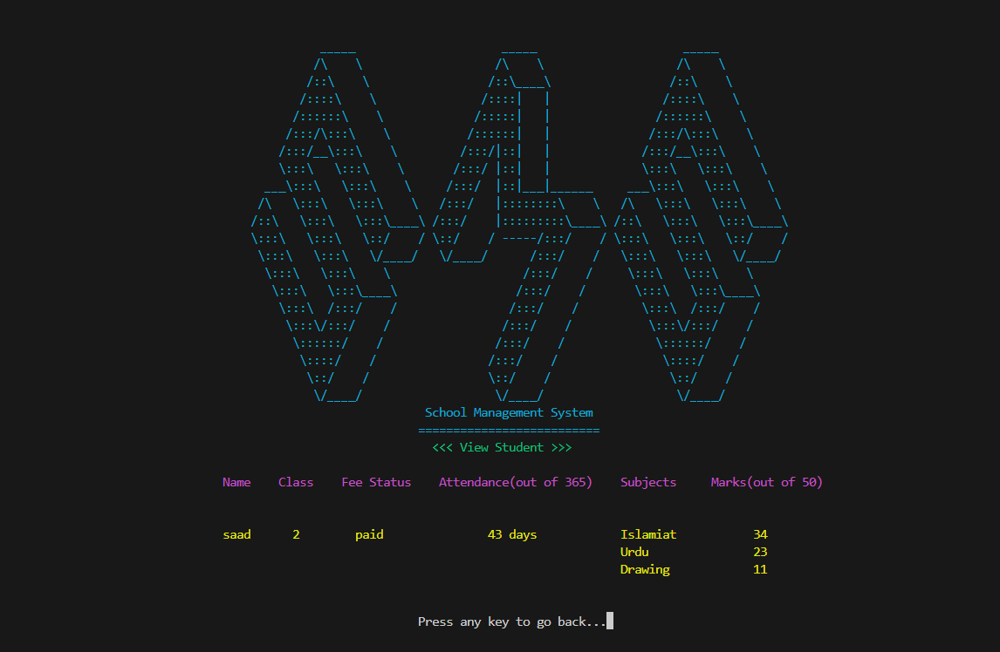 School Management System
==========================
<<< View Student >>>
Name Class Fee Status Attendance(out of 365) Subjects Marks(out of 50)
saad 2 paid 43 days Islamiat 34
Urdu 23
Drawing 11
Press any key to go back...